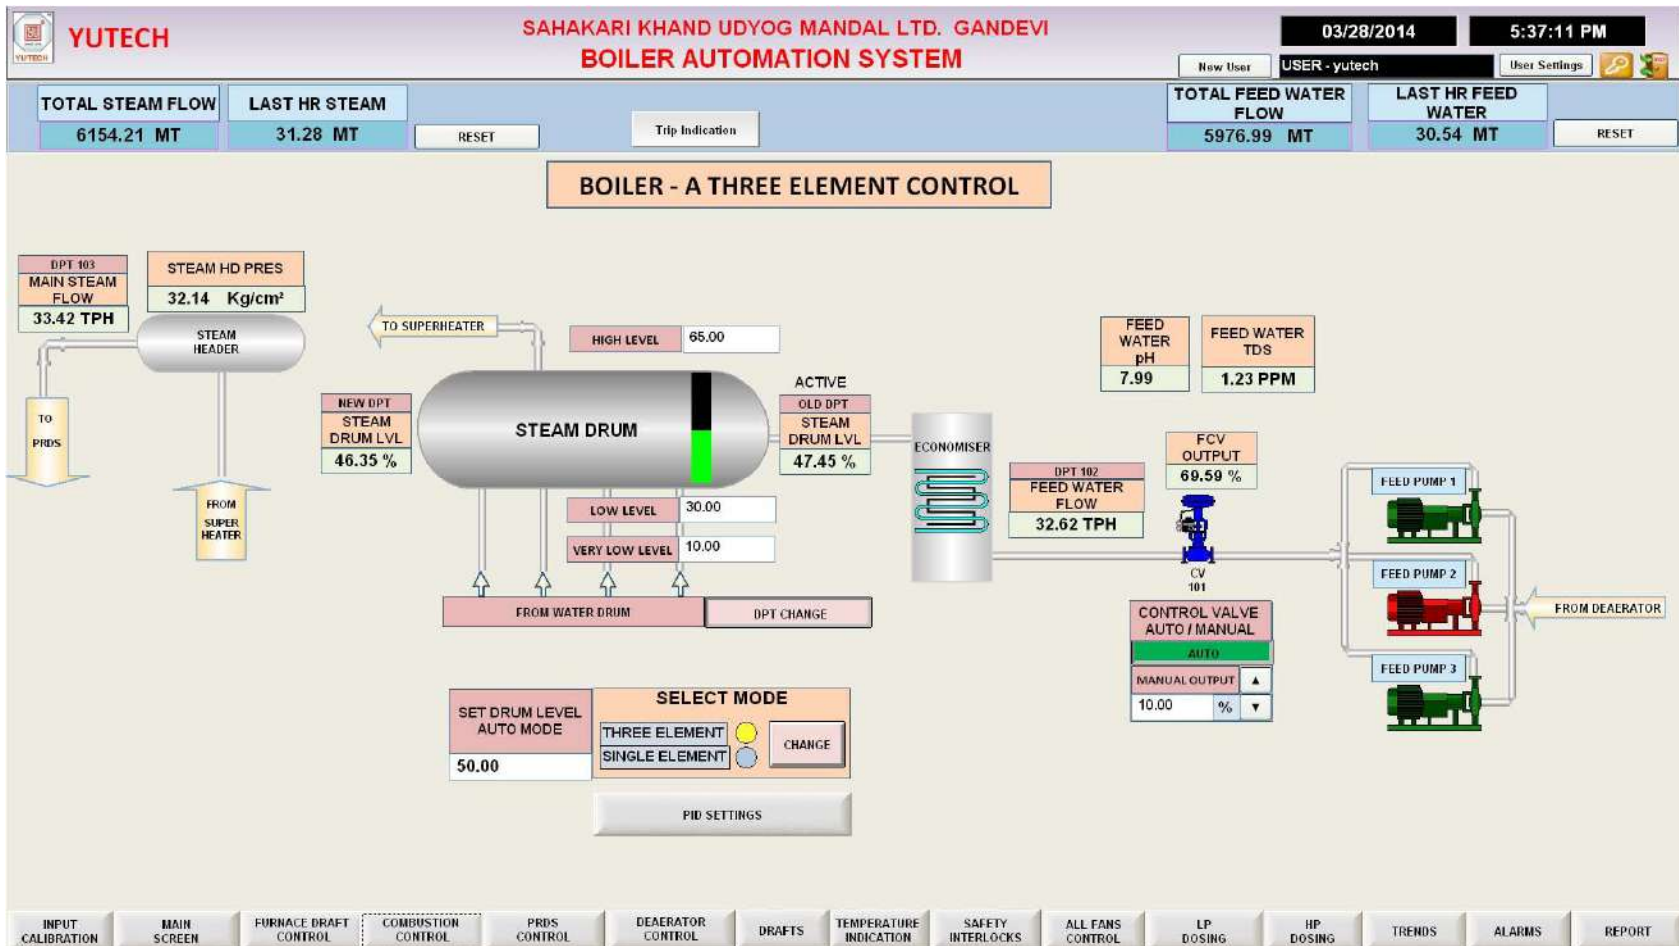 YUTECH
YUTECH
SAHAKARI KHAND UDYOG MANDAL LTD. GANDEVI
BOILER AUTOMATION SYSTEM
03/28/2014
5:37:11 PM
New User
USER - yutech
User Settings
TOTAL STEAM FLOW
6154.21 MT
LAST HR STEAM
31.28 MT
RESET
Trip Indication
TOTAL FEED WATER
FLOW
5976.99 MT
LAST HR FEED
WATER
30.54 MT
RESET
BOILER - A THREE ELEMENT CONTROL
DPT 103
MAIN STEAM
FLOW
33.42 TPH
STEAM HD PRES
32.14 Kg/cm²
STEAM
HEADER
TO
PRDS
FROM
SUPER
HEATER
TO SUPERHEATER
HIGH LEVEL
65.00
NEW DPT
STEAM
DRUM LVL
46.35 %
STEAM DRUM
ACTIVE
OLD DPT
STEAM
DRUM LVL
47.45 %
LOW LEVEL
30.00
VERY LOW LEVEL
10.00
FROM WATER DRUM
DPT CHANGE
ECONOMISER
FEED
WATER
pH
7.99
FEED WATER
TDS
1.23 PPM
DPT 102
FEED WATER
FLOW
32.62 TPH
FCV
OUTPUT
69.59 %
CV
101
CONTROL VALVE
AUTO / MANUAL
AUTO
MANUAL OUTPUT
▲
10.00
%
▼
FEED PUMP 1
FEED PUMP 2
FEED PUMP 3
FROM DEAERATOR
SET DRUM LEVEL
AUTO MODE
50.00
SELECT MODE
THREE ELEMENT
SINGLE ELEMENT
CHANGE
PID SETTINGS
INPUT
CALIBRATION
MAIN
SCREEN
FURNACE DRAFT
CONTROL
COMBUSTION
CONTROL
PRDS
CONTROL
DEAERATOR
CONTROL
DRAFTS
TEMPERATURE
INDICATION
SAFETY
INTERLOCKS
ALL FANS
CONTROL
LP
DOSING
HP
DOSING
TRENDS
ALARMS
REPORT